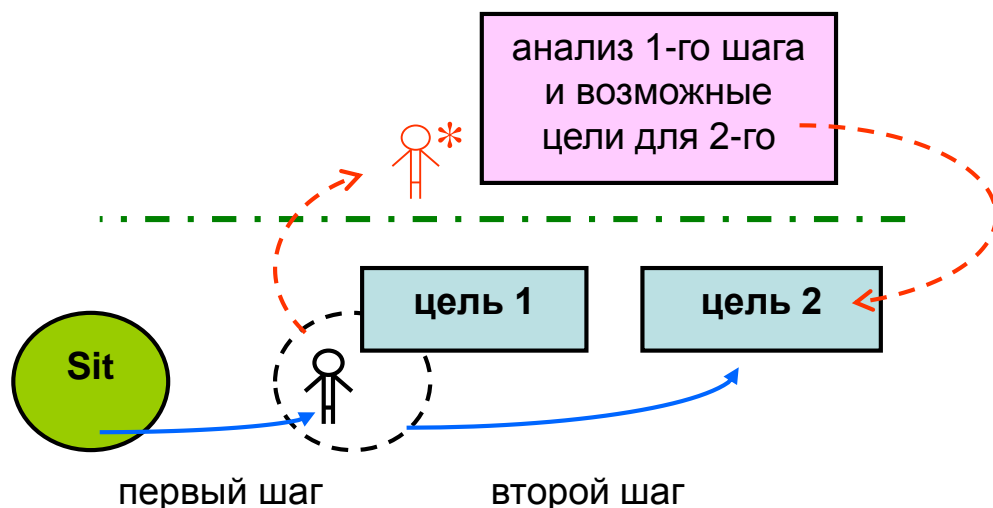 анализ 1-го шага
и возможные
цели для 2-го
*
цель 1
цель 2
Sit
первый шаг
второй шаг